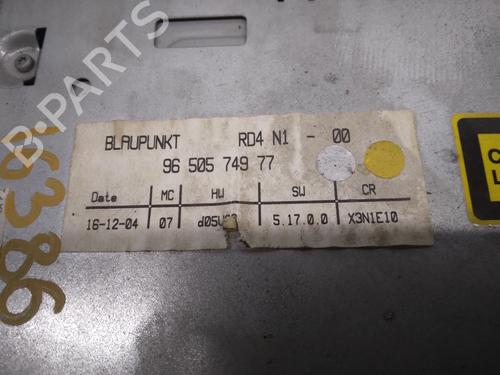 B-PARTS
BLAUPUNKT RD4 N1 - 00
96 505 749 77
Date MC HW SW CR
16-12-04 07 5.17.0.0 X3N1E10
16386
C
L